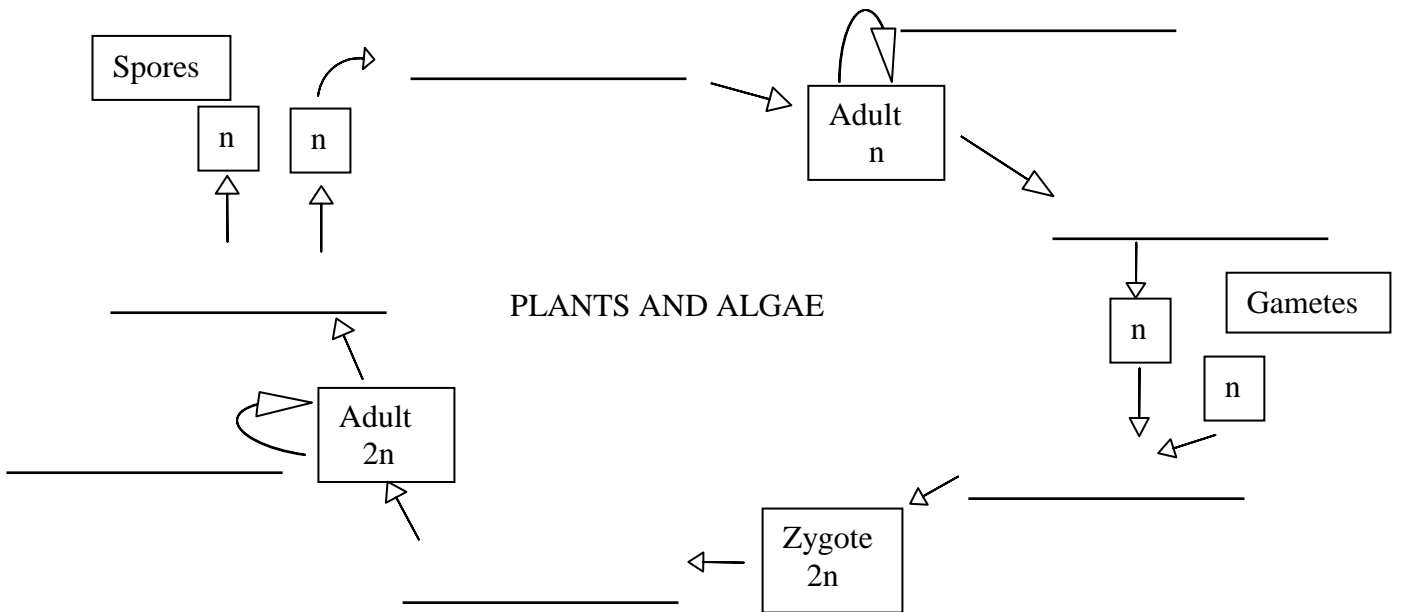 Spores
n
n
Adult
n
PLANTS AND ALGAE
n
Gametes
n
Adult
2n
Zygote
2n